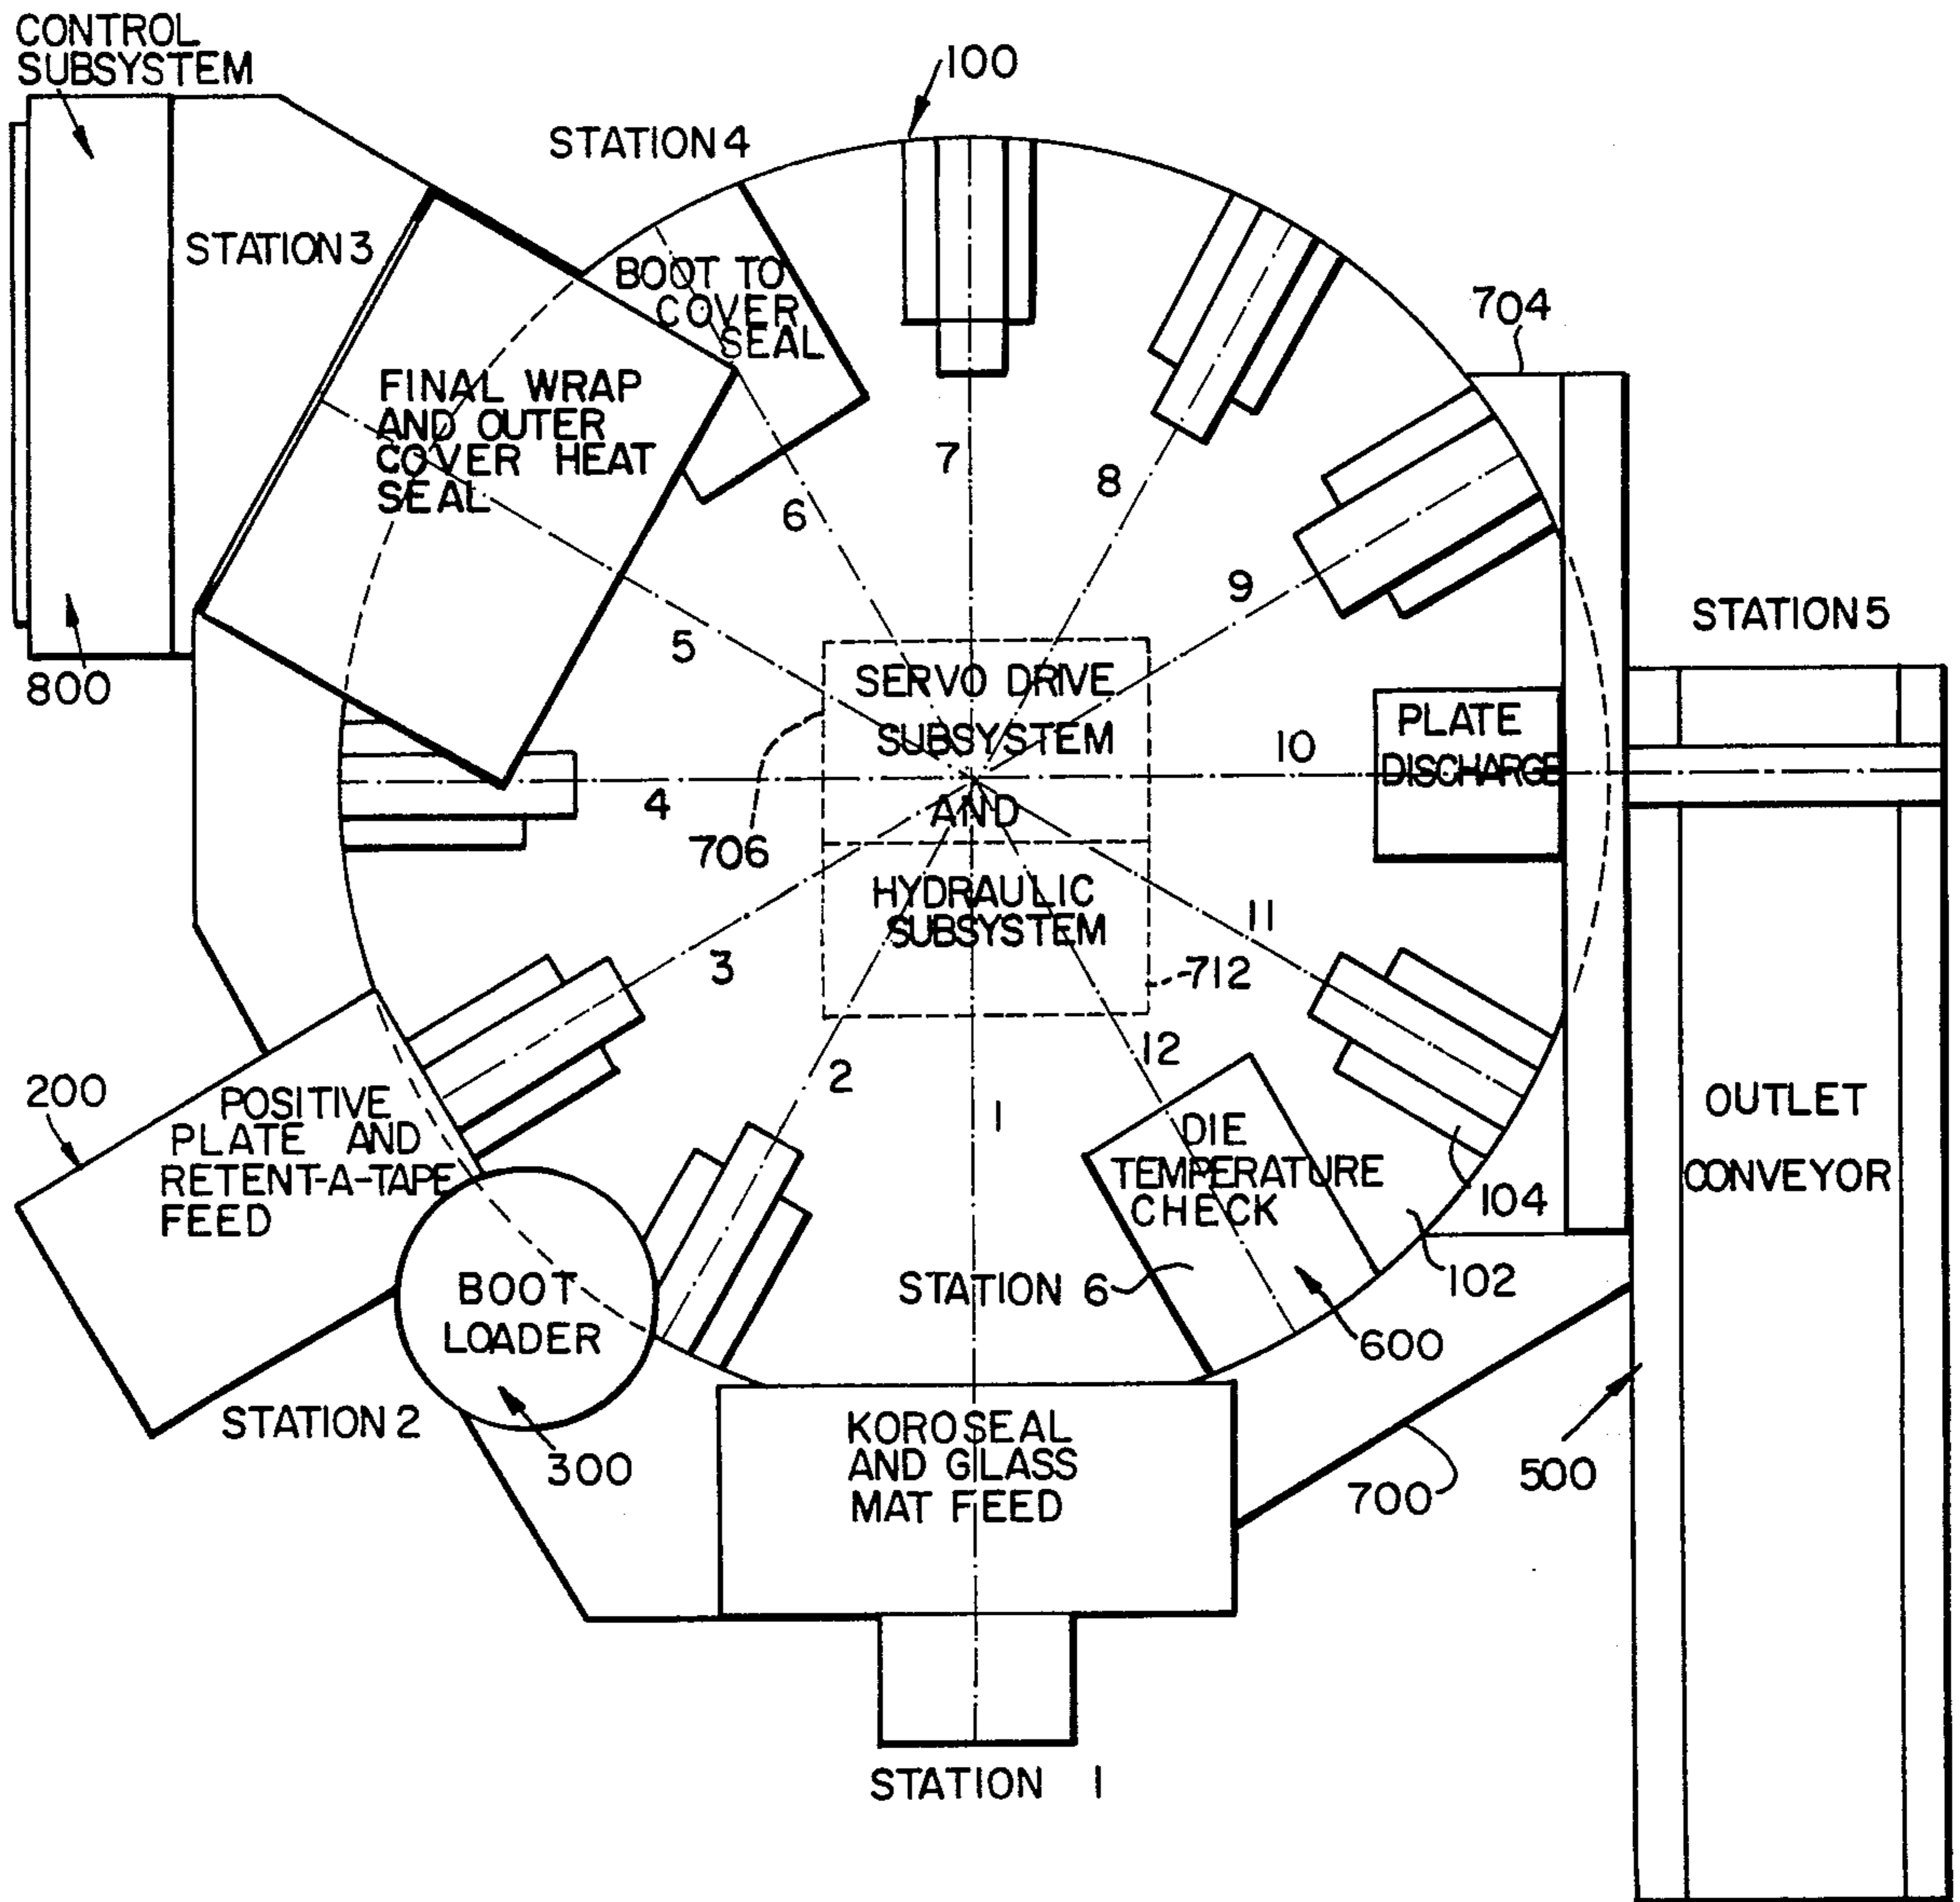 CONTROL
SUBSYSTEM
100
STATION 4
STATION 3
BOOT TO
COVER
SEAL
704
FINAL WRAP
AND OUTER
COVER HEAT
SEAL
7
8
6
9
STATION 5
5
800
SERVO DRIVE
SUBSYSTEM
AND
PLATE
DISCHARGE
10
4
706
HYDRAULIC
SUBSYSTEM
11
3
712
12
2
1
200
POSITIVE
PLATE AND
RETENT-A-TAPE
FEED
DIE
TEMPERATURE
CHECK
104
OUTLET
CONVEYOR
102
STATION 6
BOOT
LOADER
600
STATION 2
300
KOROSEAL
AND GLASS
MAT FEED
700
500
STATION 1